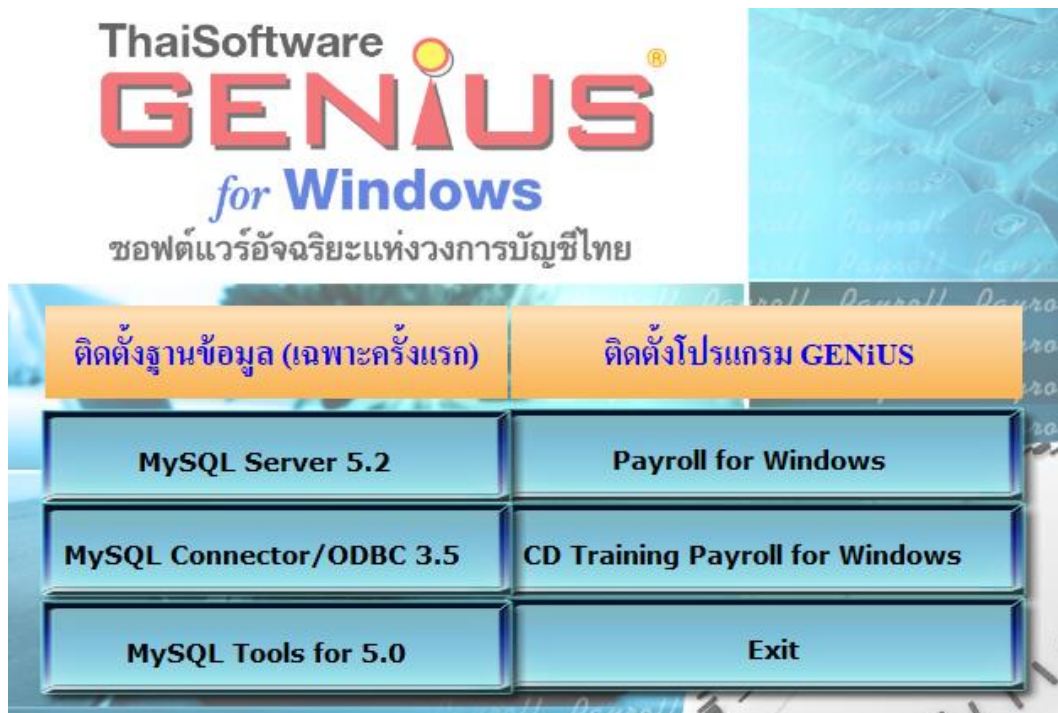 ThaiSoftware
GENiUS®
for Windows
ซอฟต์แวร์อัจฉริยะแห่งวงการบัญชีไทย
ติดตั้งฐานข้อมูล (เฉพาะครั้งแรก)
ติดตั้งโปรแกรม GENiUS
MySQL Server 5.2
Payroll for Windows
MySQL Connector/ODBC 3.5
CD Training Payroll for Windows
MySQL Tools for 5.0
Exit